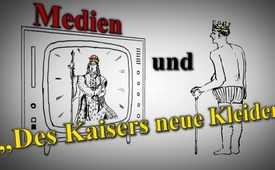 Medien
und
„Des Kaisers neue Kleider